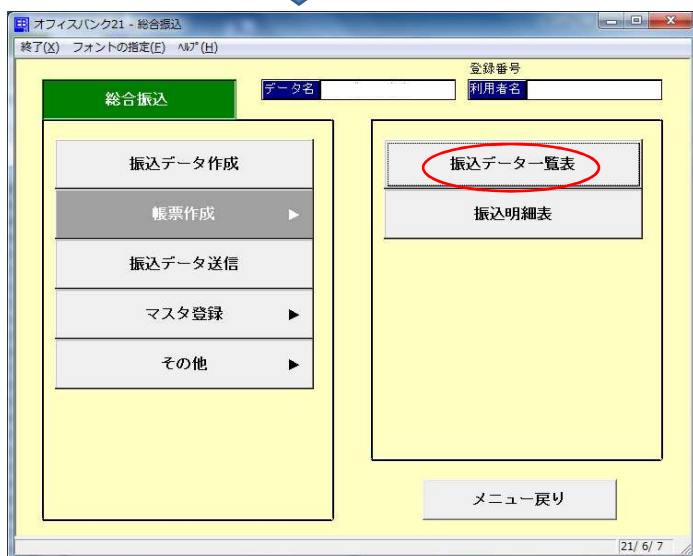 オフィスバンク21 - 総合振込
終了(X) フォントの指定(F) ﾍﾙﾌﾟ(H)
総合振込
データ名
登録番号
利用者名
振込データ作成
帳票作成 ▶
振込データ送信
マスタ登録 ▶
その他 ▶
振込データ一覧表
振込明細表
メニュー戻り
21/ 6/ 7